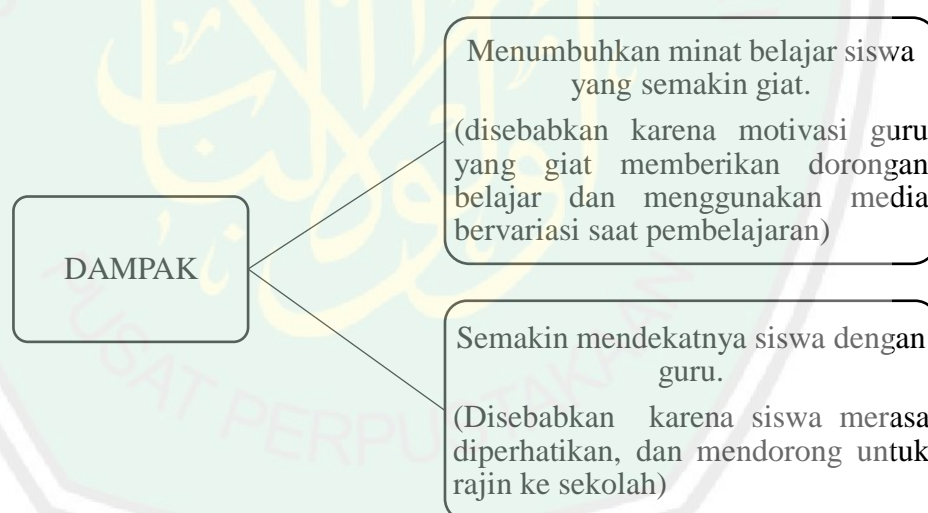 Menumbuhkan minat belajar siswa
yang semakin giat.
(disebabkan karena motivasi guru
yang giat memberikan dorongan
belajar dan menggunakan media
bervariasi saat pembelajaran)
DAMPAK
Semakin mendekatnya siswa dengan
guru.
(Disebabkan karena siswa merasa
diperhatikan, dan mendorong untuk
rajin ke sekolah)
PUSAT PERPUSTAKAAN